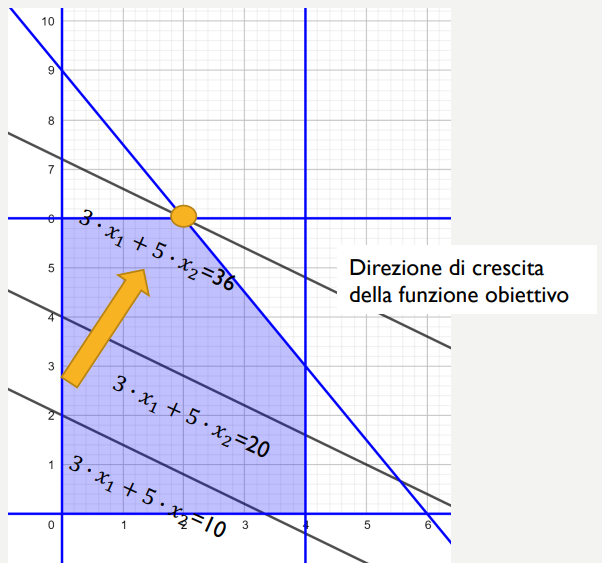 10
9
8
7
6
3 · x₁ + 5 · x₂=36
5
Direzione di crescita
della funzione obiettivo
4
3
3 · x₁ + 5 · x₂=20
2
1
3 · x₁ + 5 · x₂=10
0 1 2 3 4 5 6